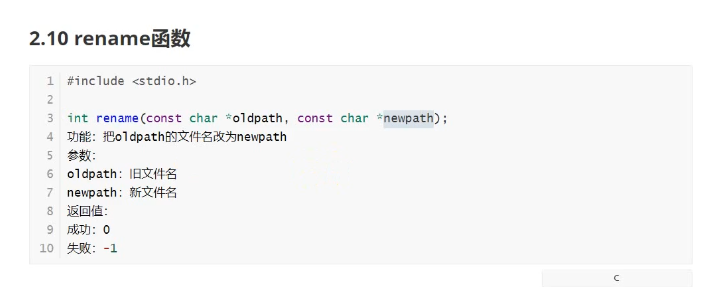 2.10 rename函数
1 #include <stdio.h>
2
3 int rename(const char *oldpath, const char *newpath);
4 功能：把oldpath的文件名改为newpath
5 参数：
6 oldpath：旧文件名
7 newpath：新文件名
8 返回值：
9 成功：0
10 失败：-1
C